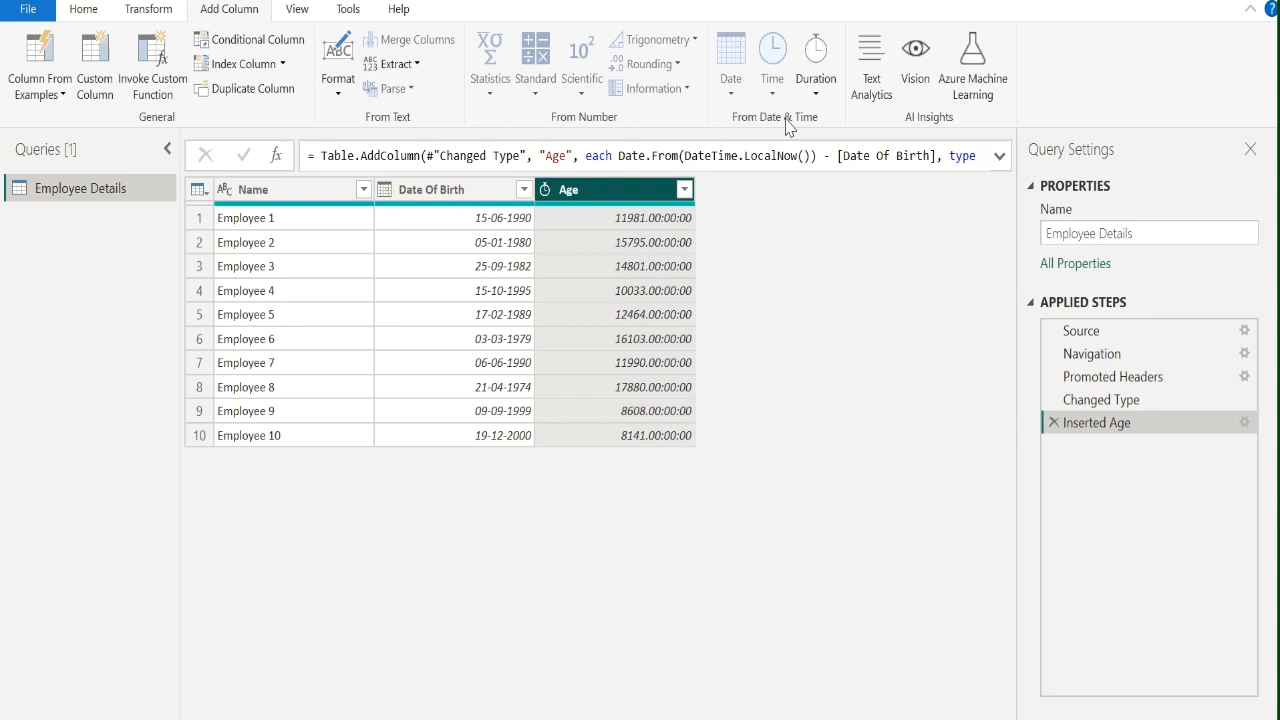 File Home Transform Add Column View Tools Help
Column From Examples
Custom Column
Invoke Custom Function
Conditional Column
Index Column
Duplicate Column
General
ABC
Format
Merge Columns
ABC 123 Extract
abc Parse
From Text
XΣ
Statistics
Standard
10²
Scientific
Trigonometry
.00 Rounding
Information
From Number
Date
Time
Duration
From Date & Time
Text Analytics
Vision
Azure Machine Learning
AI Insights
Queries [1]
Employee Details
fx = Table.AddColumn(#"Changed Type", "Age", each Date.From(DateTime.LocalNow()) - [Date Of Birth], type
ABC Name Date Of Birth Age
1 Employee 1 15-06-1990 11981.00:00:00
2 Employee 2 05-01-1980 15795.00:00:00
3 Employee 3 25-09-1982 14801.00:00:00
4 Employee 4 15-10-1995 10033.00:00:00
5 Employee 5 17-02-1989 12464.00:00:00
6 Employee 6 03-03-1979 16103.00:00:00
7 Employee 7 06-06-1990 11990.00:00:00
8 Employee 8 21-04-1974 17880.00:00:00
9 Employee 9 09-09-1999 8608.00:00:00
10 Employee 10 19-12-2000 8141.00:00:00
Query Settings
PROPERTIES
Name
Employee Details
All Properties
APPLIED STEPS
Source
Navigation
Promoted Headers
Changed Type
Inserted Age